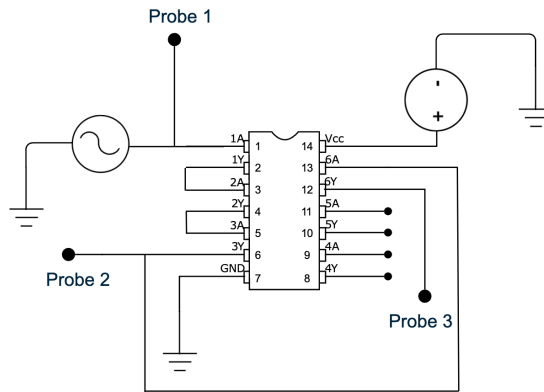 Probe 1
-
+
1A 1 14 Vcc
1Y 2 13 6A
2A 3 12 6Y
2Y 4 11 5A
3A 5 10 5Y
3Y 6 9 4A
GND 7 8 4Y
Probe 2
Probe 3